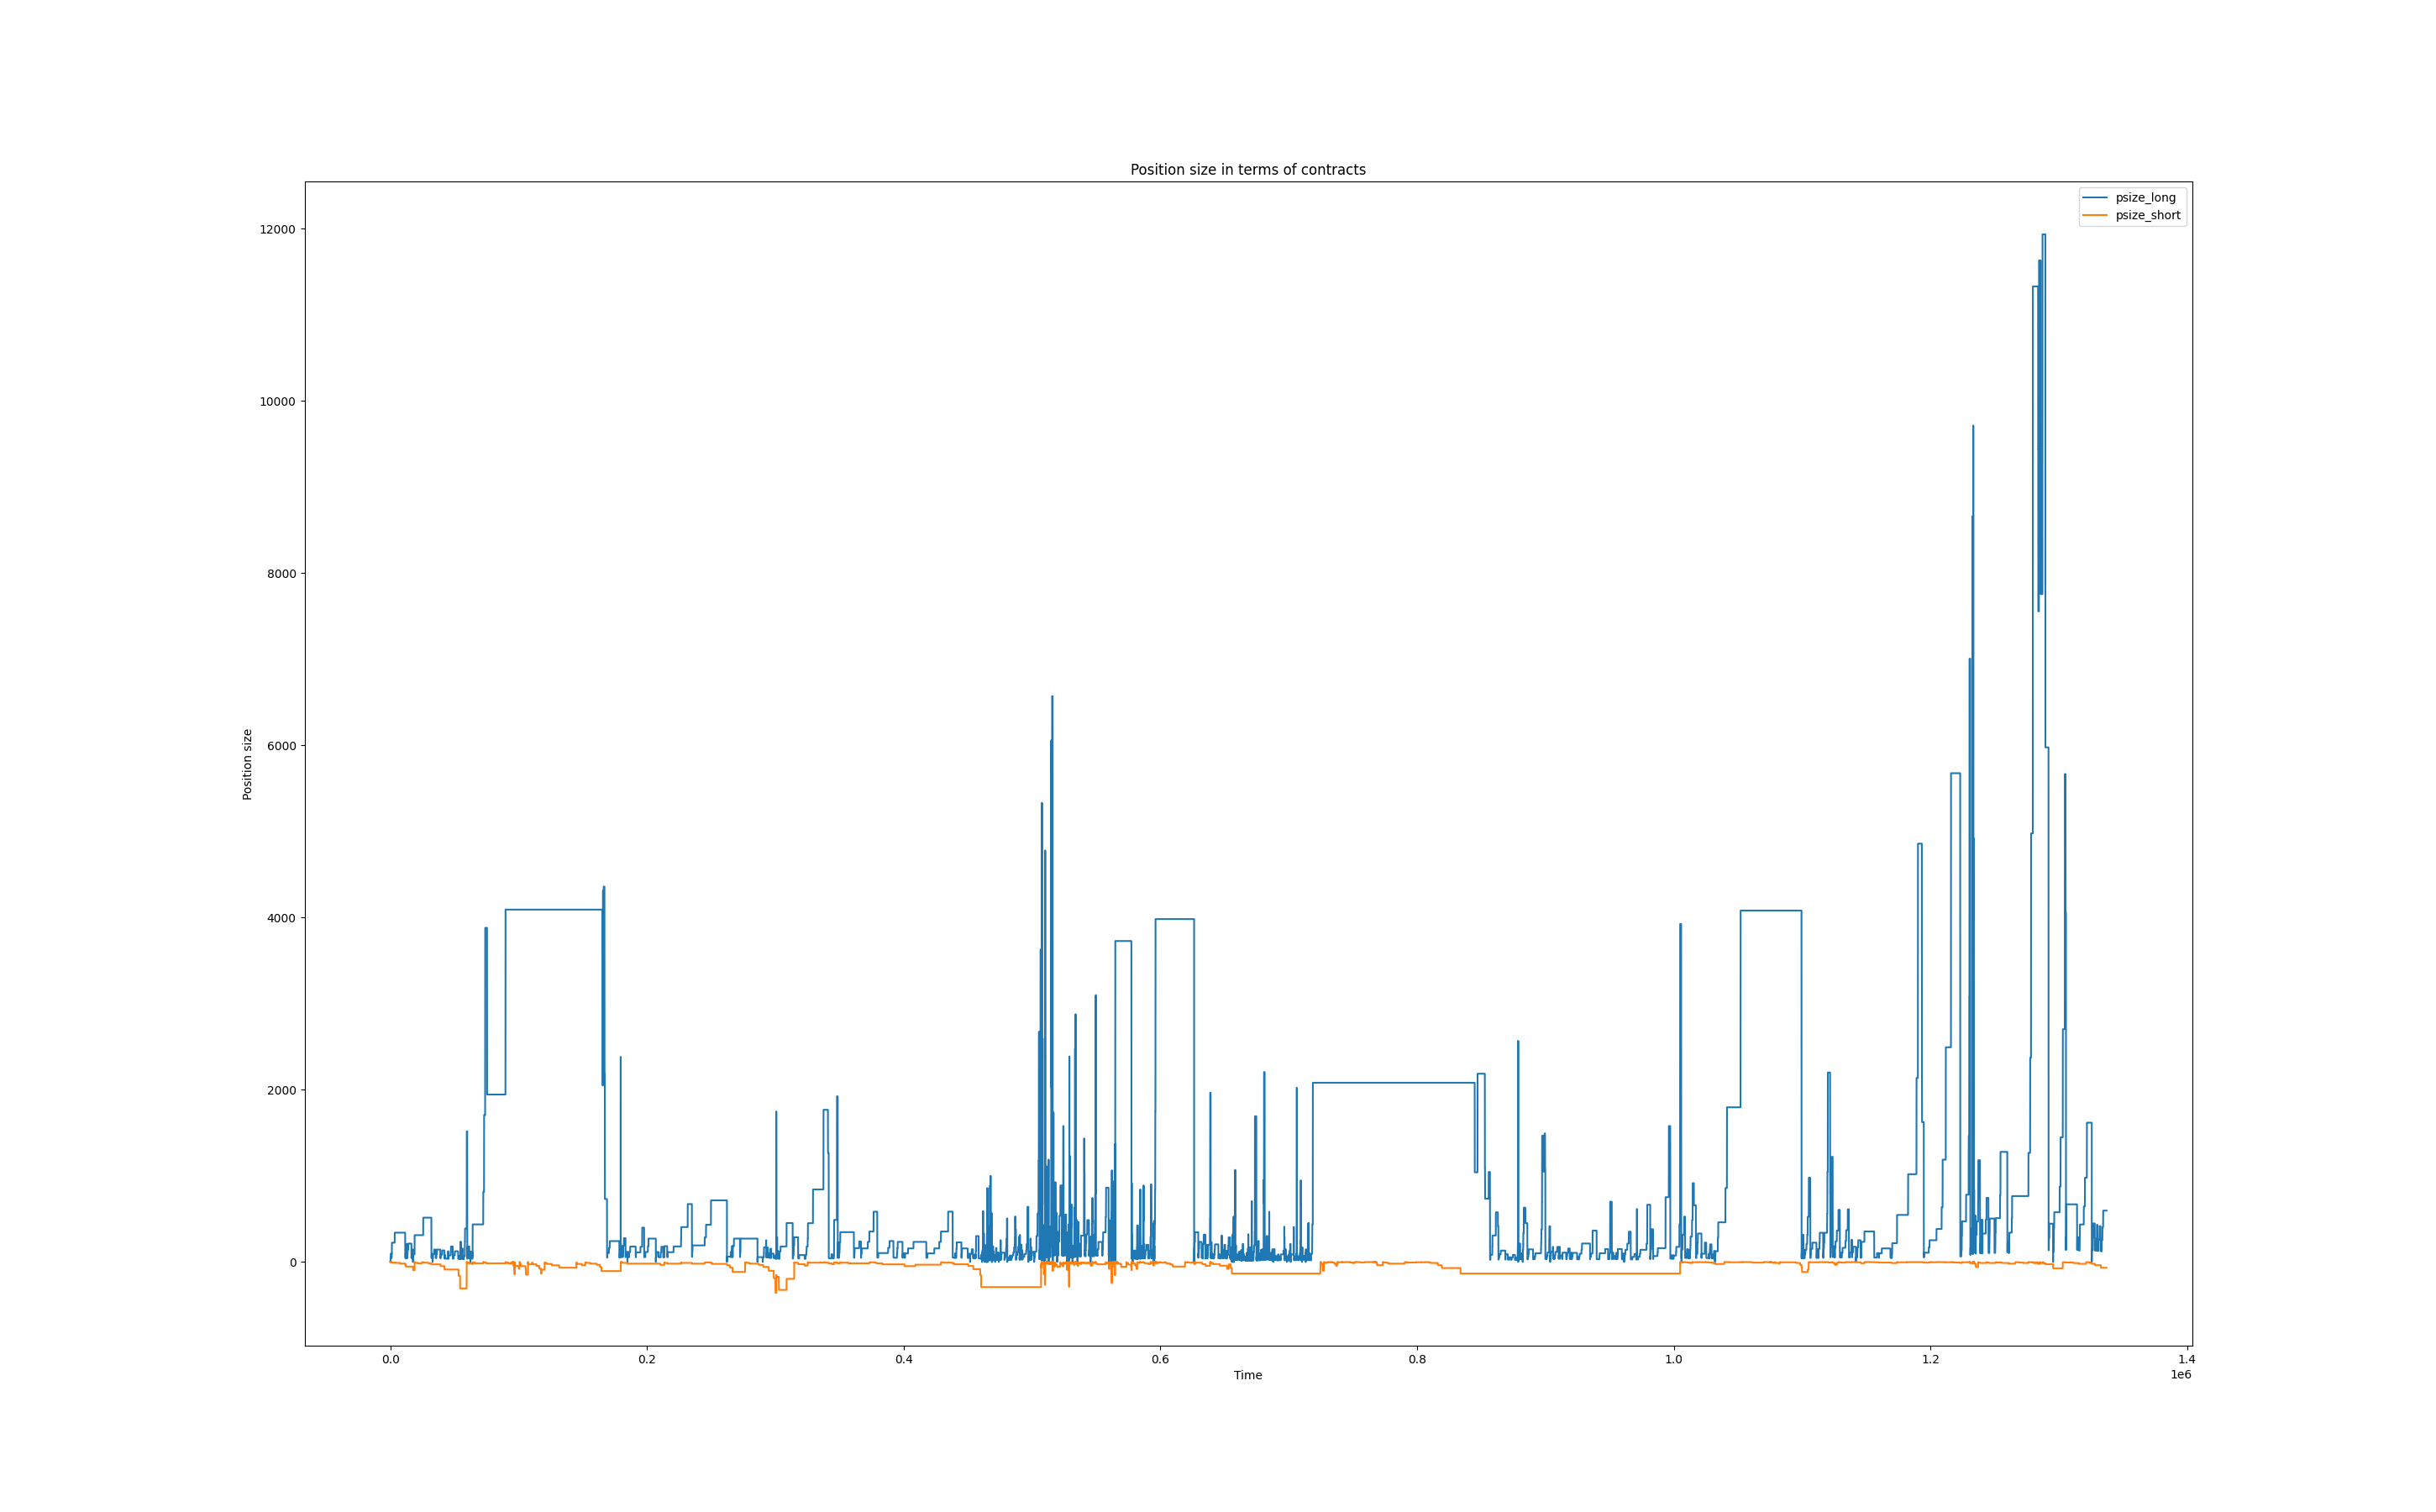 Position size in terms of contracts
psize_long
psize_short
12000
10000
8000
6000
4000
2000
0
Position size
0.0 0.2 0.4 0.6 0.8 1.0 1.2 1.4
Time
1e6